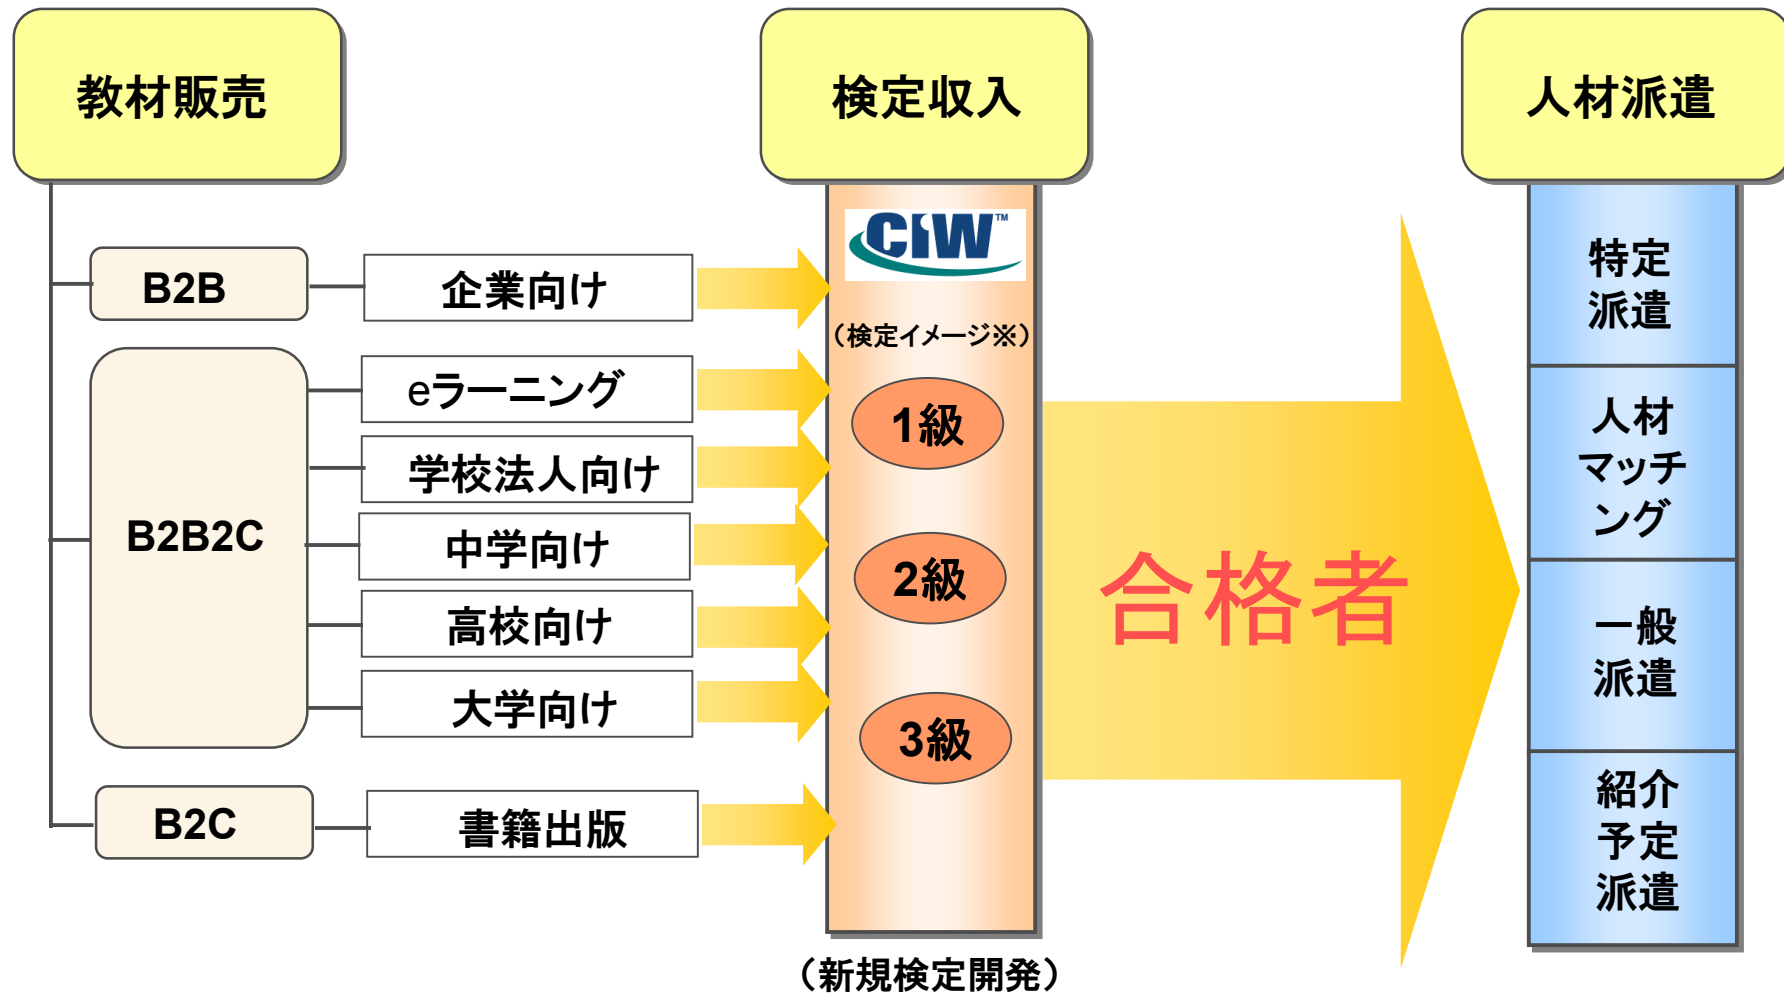 教材販売
検定収入
人材派遣
B2B
企業向け
B2B2C
eラーニング
学校法人向け
中学向け
高校向け
大学向け
B2C
書籍出版
CIW™
（検定イメージ※）
1級
2級
3級
（新規検定開発）
合格者
特定
派遣
人材
マッチ
ング
一般
派遣
紹介
予定
派遣